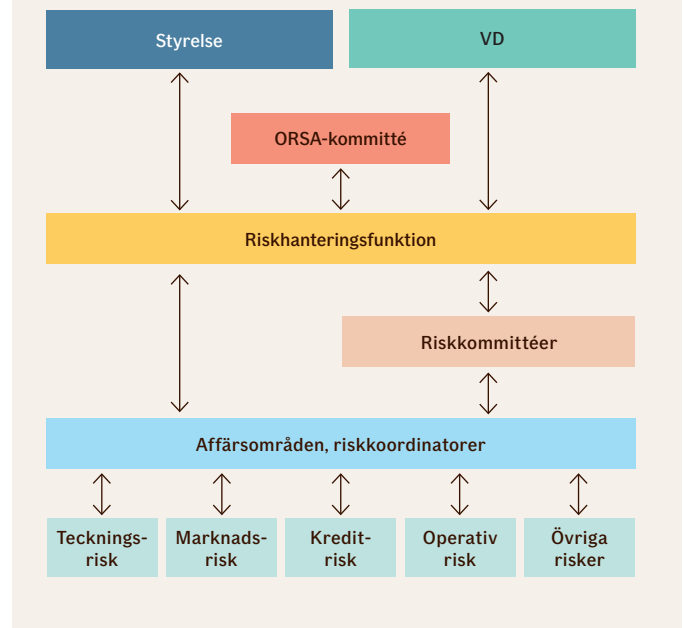 Styrelse
VD
ORSA-kommitté
Riskhanteringsfunktion
Riskkommittéer
Affärsområden, riskkoordinatorer
Tecknings-
risk
Marknads-
risk
Kredit-
risk
Operativ
risk
Övriga
risker